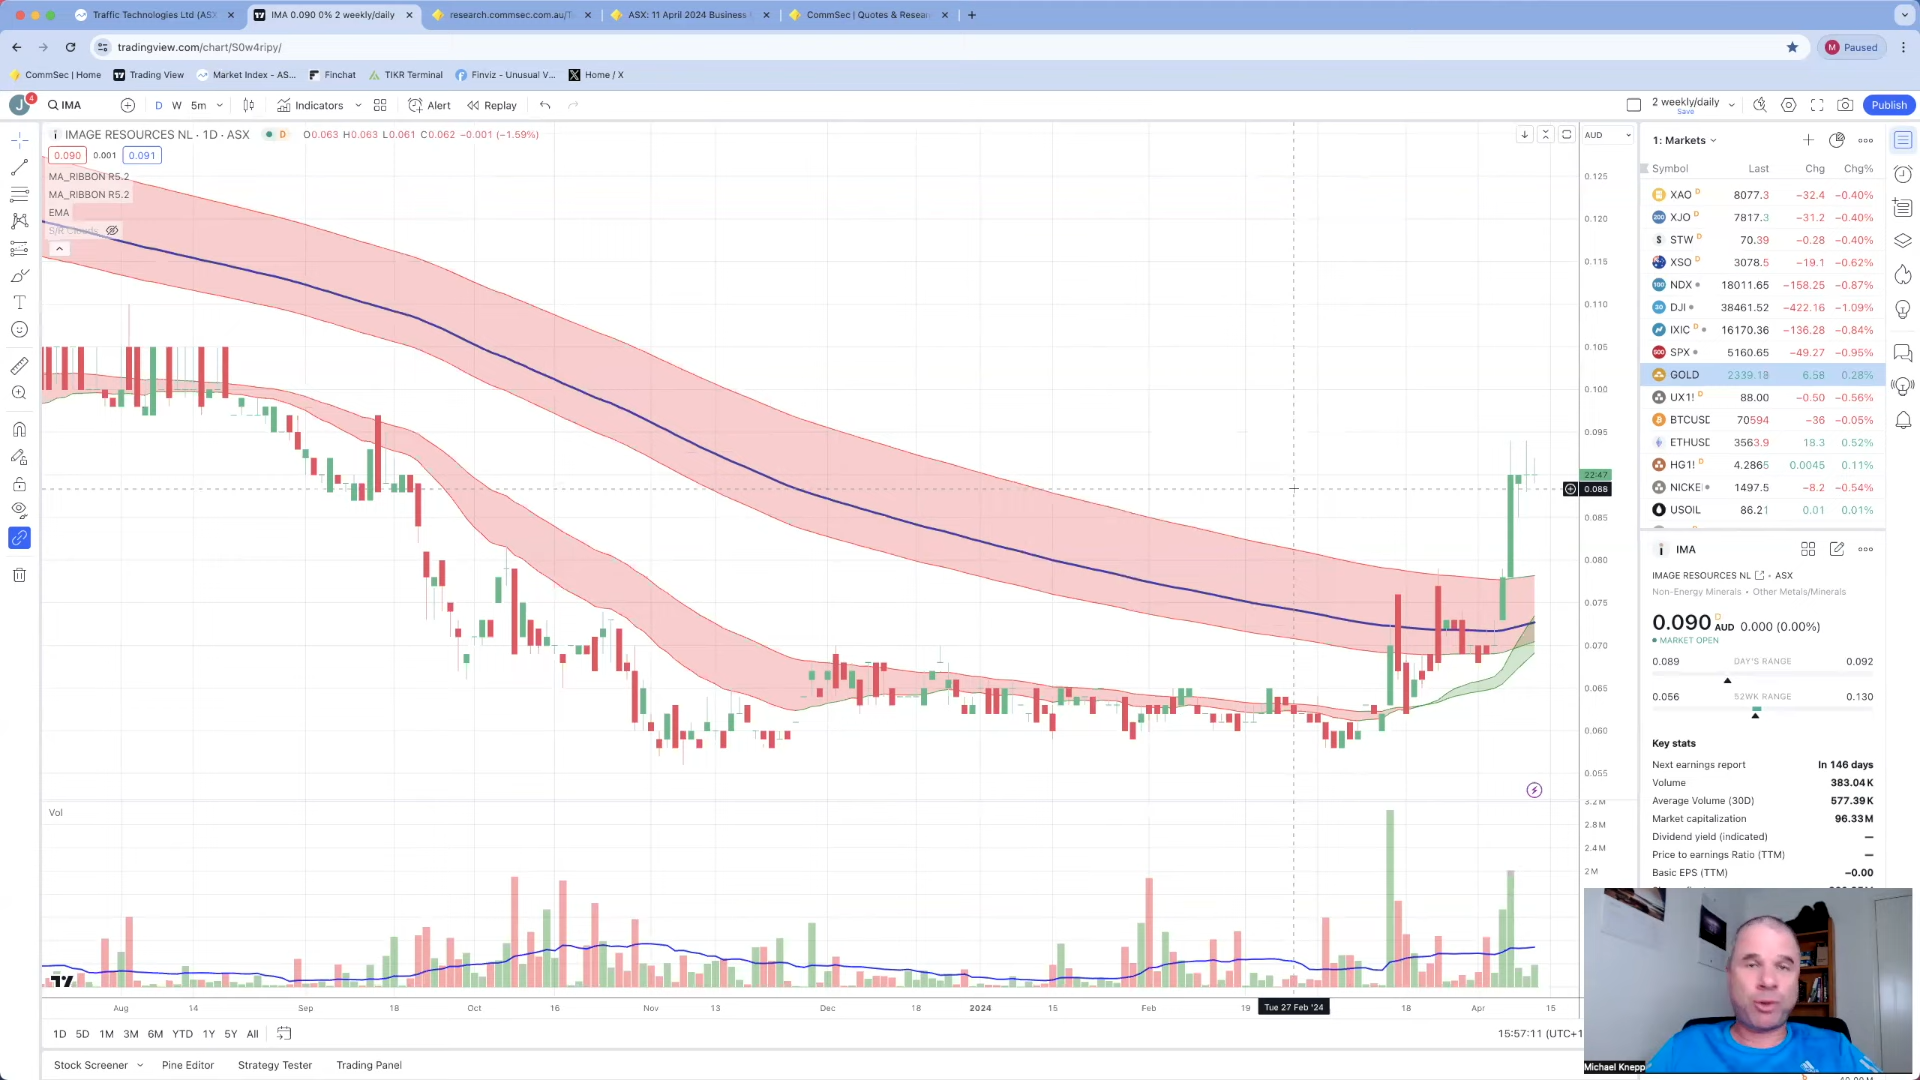 Traffic Technologies Ltd (ASX
IMA 0.090 0% 2 weekly/daily
research.commsec.com.au/
ASX: 11 April 2024 Business
CommSec | Quotes & Resear
tradingview.com/chart/S0w4ripy/
M Paused
CommSec | Home
Trading View
Market Index - AS...
Finchat
TIKR Terminal
Finviz - Unusual V...
Home / X
J 4
IMA
D W 5m
Indicators
Alert
Replay
2 weekly/daily
Save
Publish
IMAGE RESOURCES NL · 1D · ASX
D
O0.063 H0.063 L0.061 C0.062 −0.001 (−1.59%)
0.090 0.001 0.091
MA_RIBBON R5.2
MA_RIBBON R5.2
EMA
S/R Clouds
AUD
0.125
0.120
0.115
0.110
0.105
0.100
0.095
22:47
0.088
0.085
0.080
0.075
0.070
0.065
0.060
0.055
3.2M
2.8M
2.4M
2M
Vol
Aug 14 Sep 18 Oct 16 Nov 13 Dec 18 2024 15 Feb 19 Tue 27 Feb '24 18 Apr 15
1D 5D 1M 3M 6M YTD 1Y 5Y All
15:57:11 (UTC+1
Stock Screener
Pine Editor
Strategy Tester
Trading Panel
1: Markets
Symbol Last Chg Chg%
XAO D 8077.3 −32.4 −0.40%
XJO D 7817.3 −31.2 −0.40%
STW D 70.39 −0.28 −0.40%
XSO D 3078.5 −19.1 −0.62%
NDX 18011.65 −158.25 −0.87%
DJI 38461.52 −422.16 −1.09%
IXIC D 16170.36 −136.28 −0.84%
SPX 5160.65 −49.27 −0.95%
GOLD 2339.18 6.58 0.28%
UX1! D 88.00 −0.50 −0.56%
BTCUSD 70594 −36 −0.05%
ETHUSD 3563.9 18.3 0.52%
HG1! D 4.2865 0.0045 0.11%
NICKE 1497.5 −8.2 −0.54%
USOIL 86.21 0.01 0.01%
IMA
IMAGE RESOURCES NL · ASX
Non-Energy Minerals • Other Metals/Minerals
0.090 D AUD 0.000 (0.00%)
MARKET OPEN
0.089 DAY'S RANGE 0.092
0.056 52WK RANGE 0.130
Key stats
Next earnings report In 146 days
Volume 383.04K
Average Volume (30D) 577.39K
Market capitalization 96.33M
Dividend yield (indicated) —
Price to earnings Ratio (TTM) —
Basic EPS (TTM) −0.00
Michael Knepp